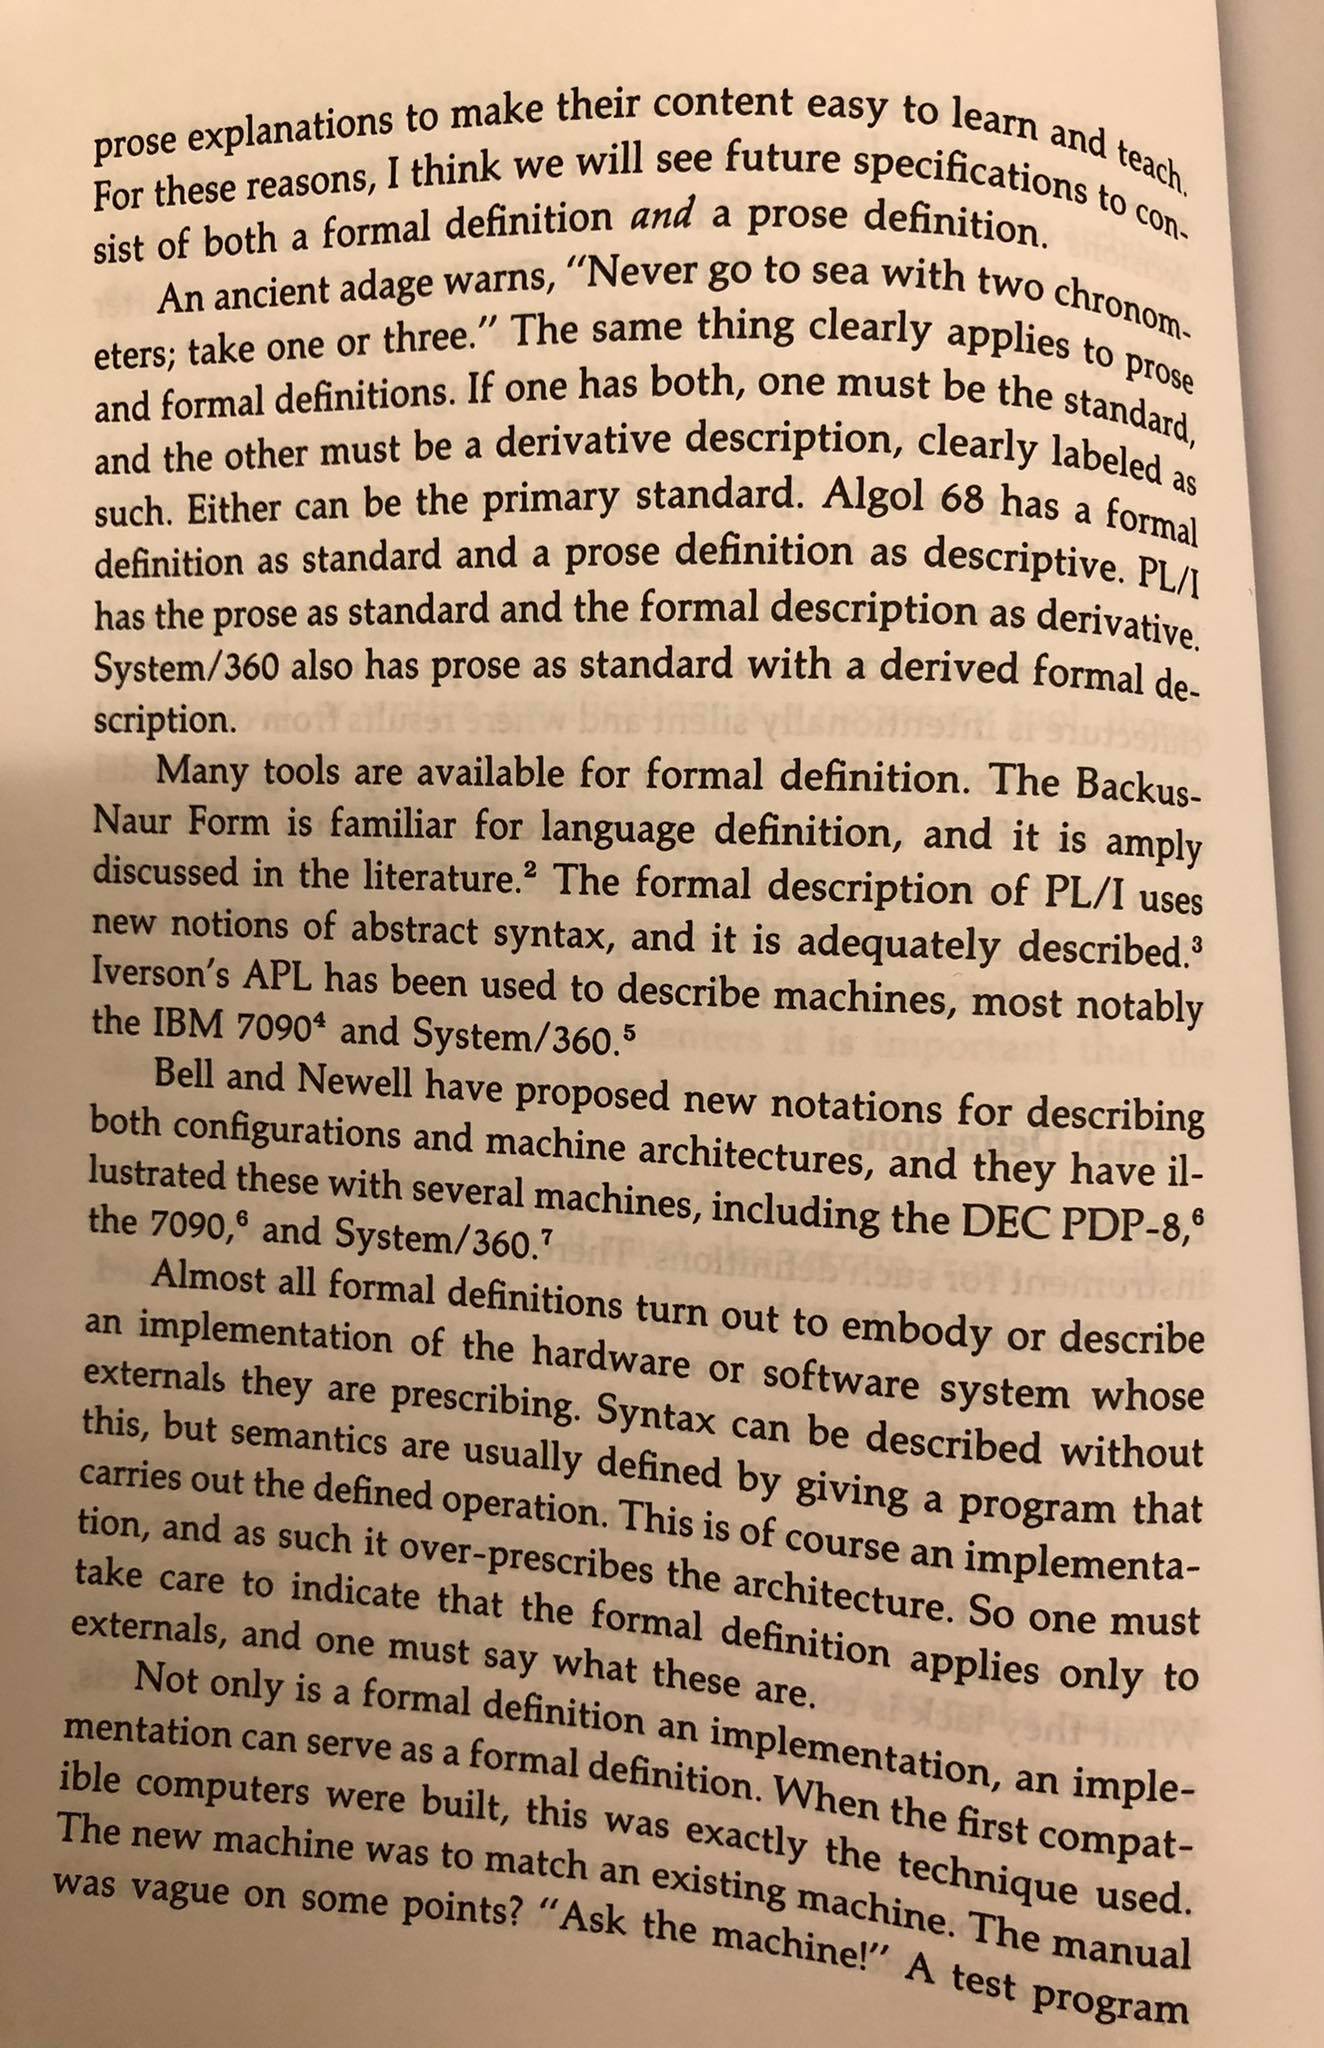 prose explanations to make their content easy to learn and teach.
For these reasons, I think we will see future specifications to con-
sist of both a formal definition and a prose definition.
An ancient adage warns, "Never go to sea with two chronom-
eters; take one or three." The same thing clearly applies to prose
and formal definitions. If one has both, one must be the standard,
and the other must be a derivative description, clearly labeled as
such. Either can be the primary standard. Algol 68 has a formal
definition as standard and a prose definition as descriptive. PL/I
has the prose as standard and the formal description as derivative.
System/360 also has prose as standard with a derived formal de-
scription.
Many tools are available for formal definition. The Backus-
Naur Form is familiar for language definition, and it is amply
discussed in the literature.² The formal description of PL/I uses
new notions of abstract syntax, and it is adequately described.³
Iverson's APL has been used to describe machines, most notably
the IBM 7090⁴ and System/360.⁵
Bell and Newell have proposed new notations for describing
both configurations and machine architectures, and they have il-
lustrated these with several machines, including the DEC PDP-8,⁶
the 7090,⁶ and System/360.⁷
Almost all formal definitions turn out to embody or describe
an implementation of the hardware or software system whose
externals they are prescribing. Syntax can be described without
this, but semantics are usually defined by giving a program that
carries out the defined operation. This is of course an implementa-
tion, and as such it over-prescribes the architecture. So one must
take care to indicate that the formal definition applies only to
externals, and one must say what these are.
Not only is a formal definition an implementation, an imple-
mentation can serve as a formal definition. When the first compat-
ible computers were built, this was exactly the technique used.
The new machine was to match an existing machine. The manual
was vague on some points? "Ask the machine!" A test program